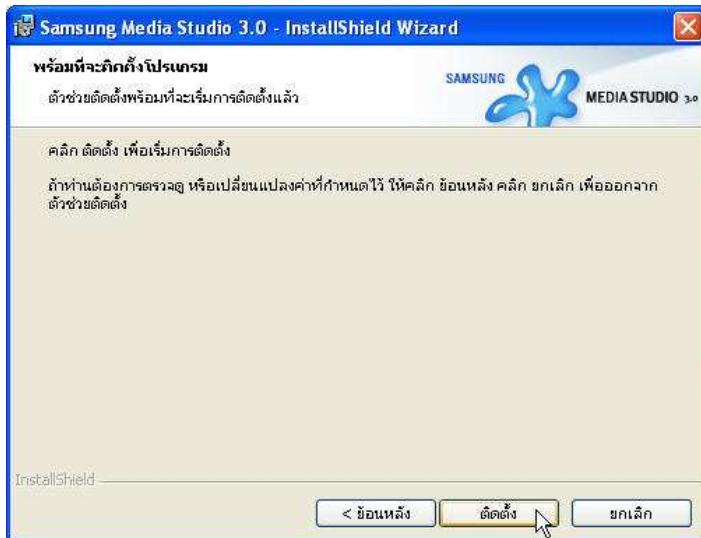 Samsung Media Studio 3.0 - InstallShield Wizard
พร้อมที่จะติดตั้งโปรแกรม
ตัวช่วยติดตั้งพร้อมที่จะเริ่มการติดตั้งแล้ว
SAMSUNG
MEDIA STUDIO 3.0
คลิก ติดตั้ง เพื่อเริ่มการติดตั้ง
ถ้าท่านต้องการตรวจดู หรือเปลี่ยนแปลงค่าที่กำหนดไว้ ให้คลิก ย้อนหลัง คลิก ยกเลิก เพื่อออกจาก
ตัวช่วยติดตั้ง
InstallShield
< ย้อนหลัง
ติดตั้ง
ยกเลิก